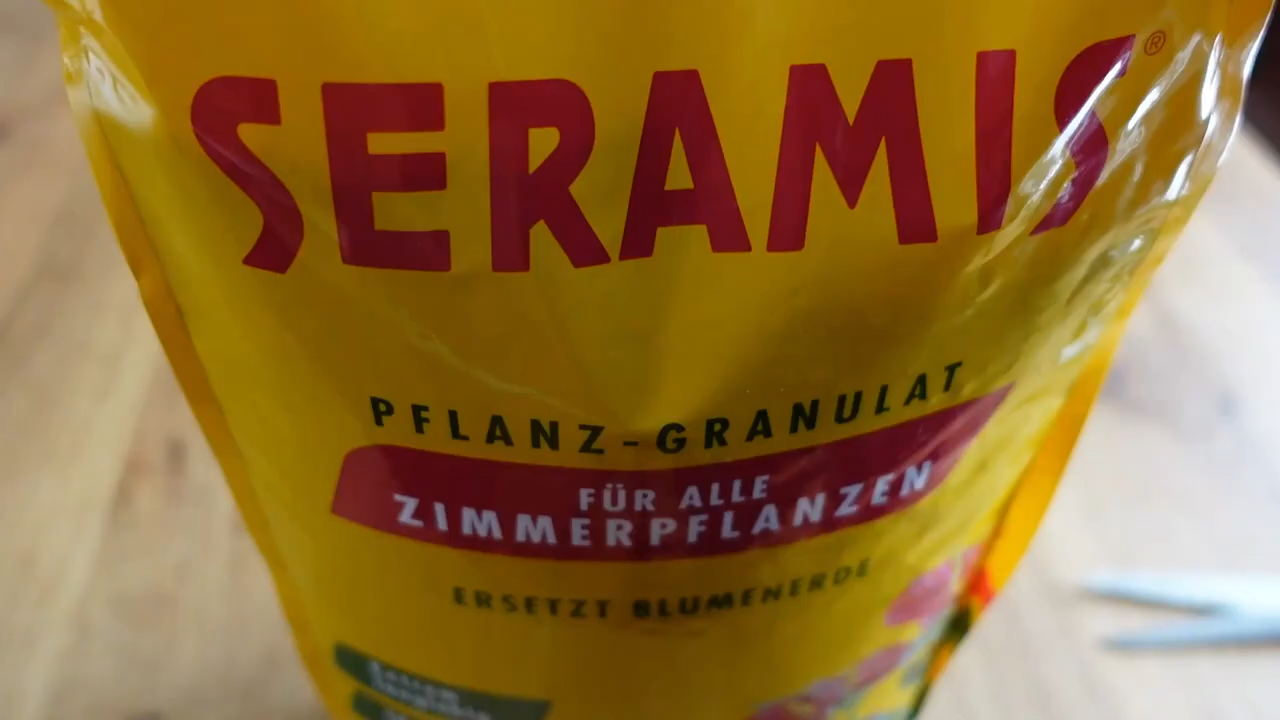 SERAMIS®
PFLANZ-GRANULAT
FÜR ALLE
ZIMMERPFLANZEN
ERSETZT BLUMENERDE